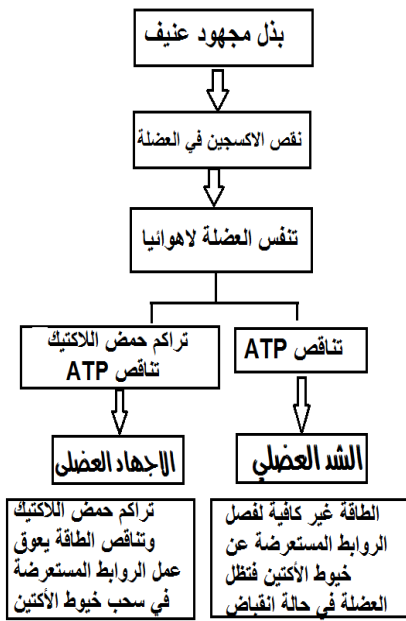 بذل مجهود عنيف
نقص الاكسجين في العضلة
تنفس العضلة لاهوائيا
تناقص ATP
تراكم حمض اللاكتيك
تناقص ATP
الشد العضلي
الاجهاد العضلى
الطاقة غير كافية لفصل
الروابط المستعرضة عن
خيوط الأكتين فتظل
العضلة في حالة انقباض
تراكم حمض اللاكتيك
وتناقص الطاقة يعوق
عمل الروابط المستعرضة
في سحب خيوط الأكتين